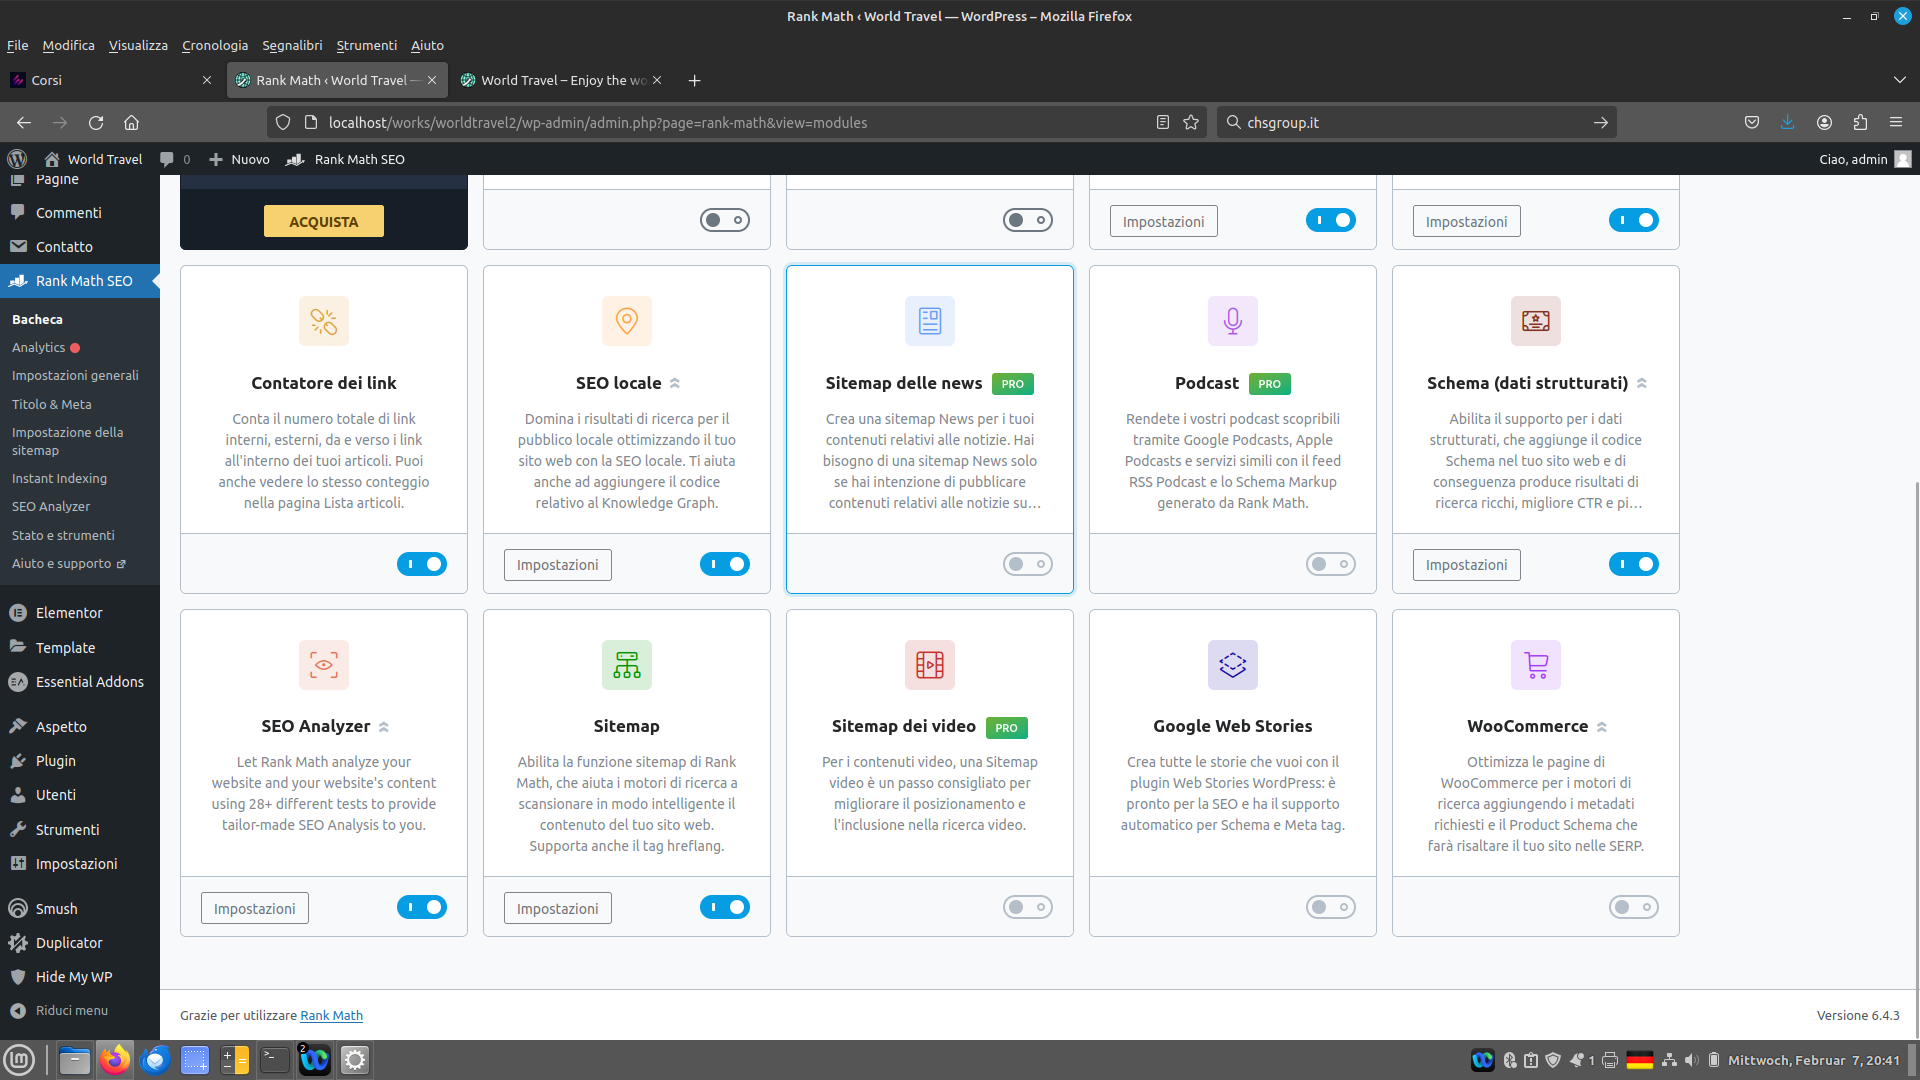 Rank Math ‹ World Travel — WordPress – Mozilla Firefox
File Modifica Visualizza Cronologia Segnalibri Strumenti Aiuto
Corsi
Rank Math ‹ World Travel —
World Travel – Enjoy the wo
localhost/works/worldtravel2/wp-admin/admin.php?page=rank-math&view=modules
chsgroup.it
World Travel 0 Nuovo Rank Math SEO
Ciao, admin
Pagine
Commenti
Contatto
Rank Math SEO
Bacheca
Analytics
Impostazioni generali
Titolo & Meta
Impostazione della
sitemap
Instant Indexing
SEO Analyzer
Stato e strumenti
Aiuto e supporto
Elementor
Template
Essential Addons
Aspetto
Plugin
Utenti
Strumenti
Impostazioni
Smush
Duplicator
Hide My WP
Riduci menu
ACQUISTA
Impostazioni
Impostazioni
Contatore dei link
Conta il numero totale di link
interni, esterni, da e verso i link
all'interno dei tuoi articoli. Puoi
anche vedere lo stesso conteggio
nella pagina Lista articoli.
SEO locale
Domina i risultati di ricerca per il
pubblico locale ottimizzando il tuo
sito web con la SEO locale. Ti aiuta
anche ad aggiungere il codice
relativo al Knowledge Graph.
Impostazioni
Sitemap delle news PRO
Crea una sitemap News per i tuoi
contenuti relativi alle notizie. Hai
bisogno di una sitemap News solo
se hai intenzione di pubblicare
contenuti relativi alle notizie su…
Podcast PRO
Rendete i vostri podcast scopribili
tramite Google Podcasts, Apple
Podcasts e servizi simili con il feed
RSS Podcast e lo Schema Markup
generato da Rank Math.
Schema (dati strutturati)
Abilita il supporto per i dati
strutturati, che aggiunge il codice
Schema nel tuo sito web e di
conseguenza produce risultati di
ricerca ricchi, migliore CTR e pi…
Impostazioni
SEO Analyzer
Let Rank Math analyze your
website and your website's content
using 28+ different tests to provide
tailor-made SEO Analysis to you.
Impostazioni
Sitemap
Abilita la funzione sitemap di Rank
Math, che aiuta i motori di ricerca a
scansionare in modo intelligente il
contenuto del tuo sito web.
Supporta anche il tag hreflang.
Impostazioni
Sitemap dei video PRO
Per i contenuti video, una Sitemap
video è un passo consigliato per
migliorare il posizionamento e
l'inclusione nella ricerca video.
Google Web Stories
Crea tutte le storie che vuoi con il
plugin Web Stories WordPress: è
pronto per la SEO e ha il supporto
automatico per Schema e Meta tag.
WooCommerce
Ottimizza le pagine di
WooCommerce per i motori di
ricerca aggiungendo i metadati
richiesti e il Product Schema che
farà risaltare il tuo sito nelle SERP.
Grazie per utilizzare Rank Math
Versione 6.4.3
2
1
Mittwoch, Februar 7, 20:41